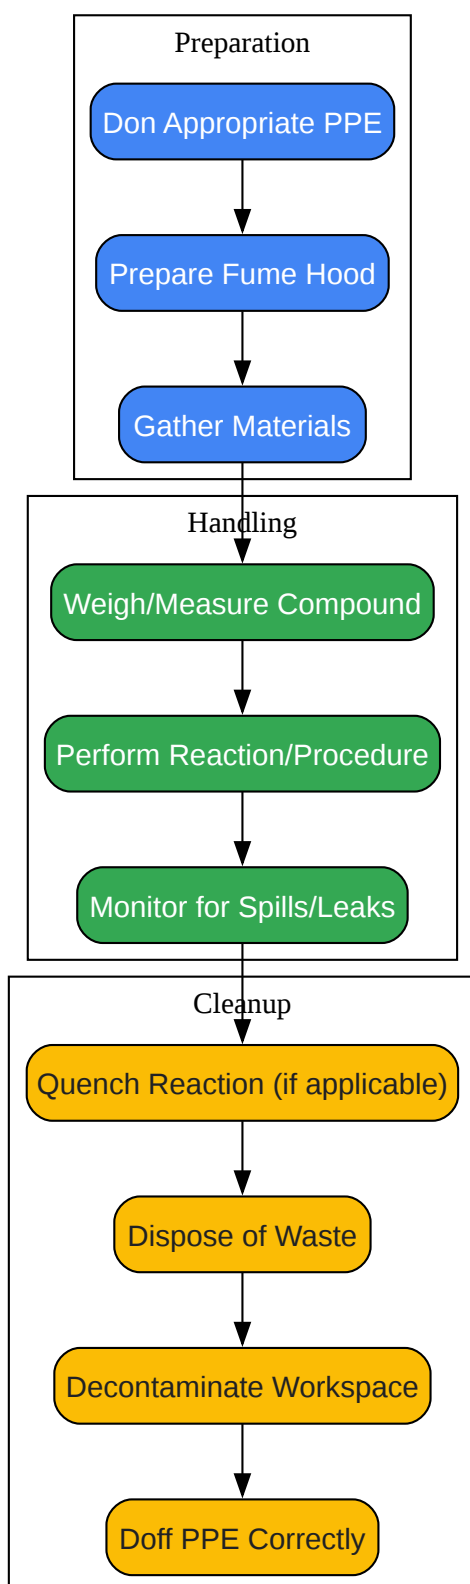 Preparation
Don Appropriate PPE
Prepare Fume Hood
Gather Materials
Handling
Weigh/Measure Compound
Perform Reaction/Procedure
Monitor for Spills/Leaks
Cleanup
Quench Reaction (if applicable)
Dispose of Waste
Decontaminate Workspace
Doff PPE Correctly